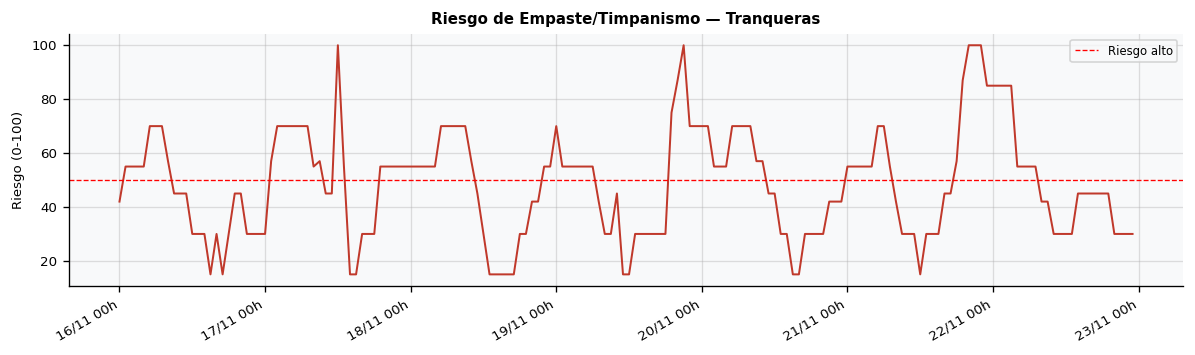 Riesgo de Empaste/Timpanismo — Tranqueras
Riesgo (0-100)
100
80
60
40
20
Riesgo alto
16/11 00h
17/11 00h
18/11 00h
19/11 00h
20/11 00h
21/11 00h
22/11 00h
23/11 00h